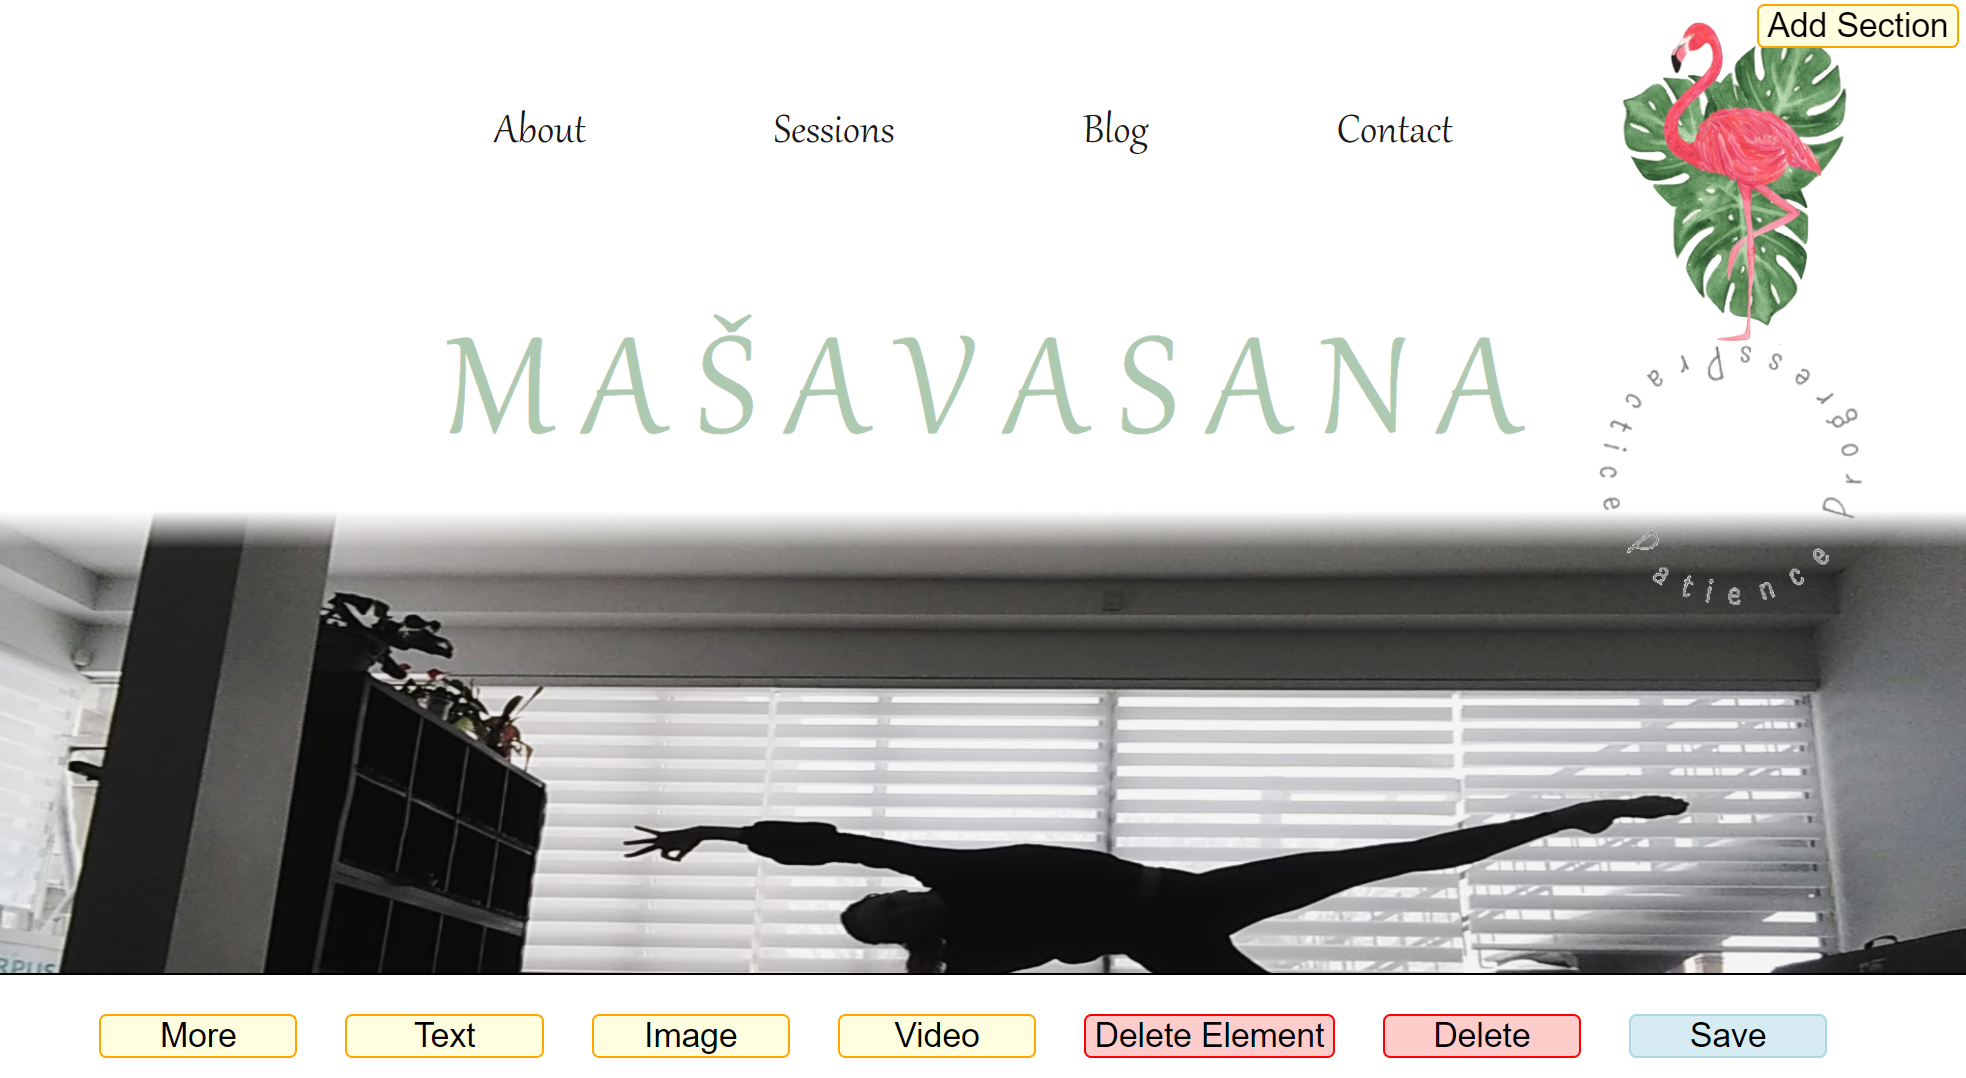 Add Section
About Sessions Blog Contact
MAŠAVASANA
Practice Patience Progress
RPUS
More Text Image Video Delete Element Delete Save